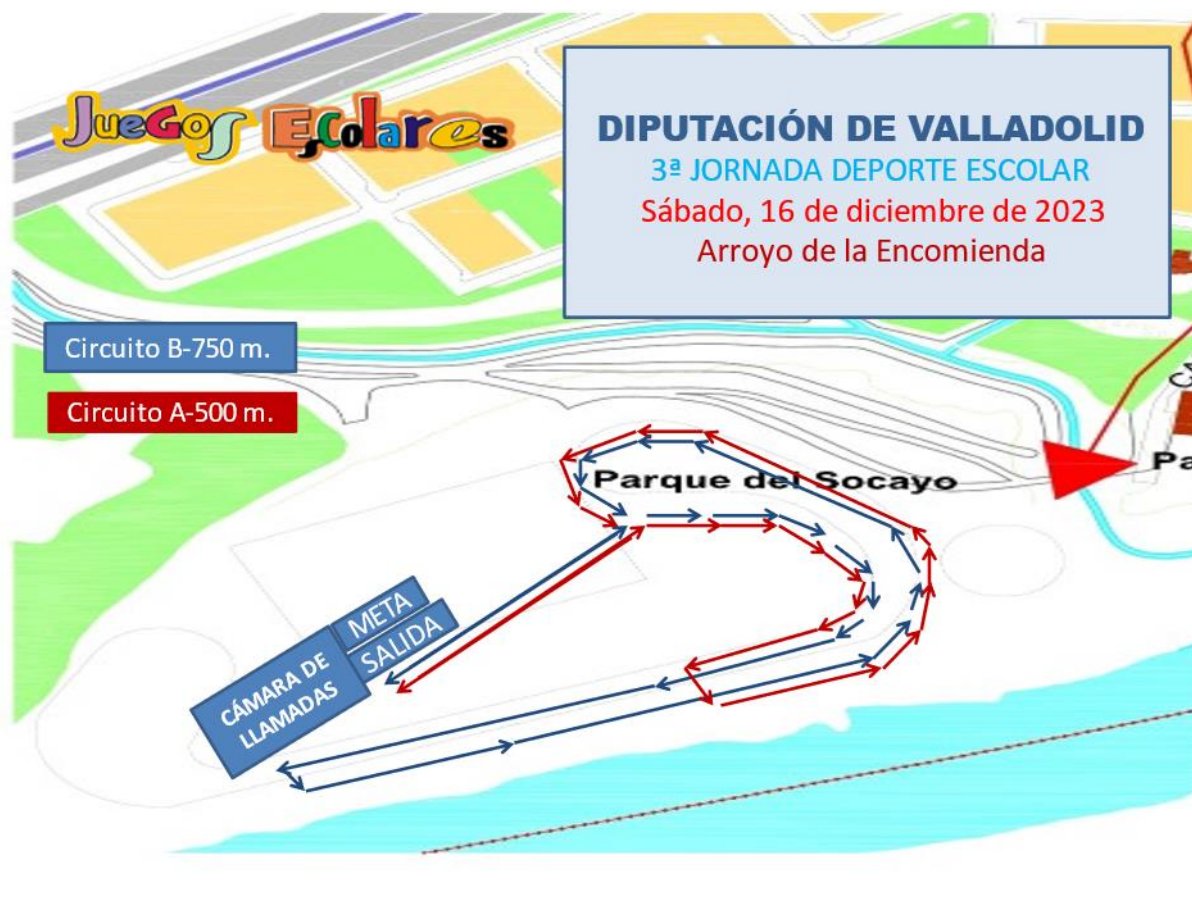 Juegos Escolares
DIPUTACIÓN DE VALLADOLID
3ª JORNADA DEPORTE ESCOLAR
Sábado, 16 de diciembre de 2023
Arroyo de la Encomienda
Circuito B-750 m.
Circuito A-500 m.
Parque del Socayo
Pa
META
SALIDA
CÁMARA DE
LLAMADAS